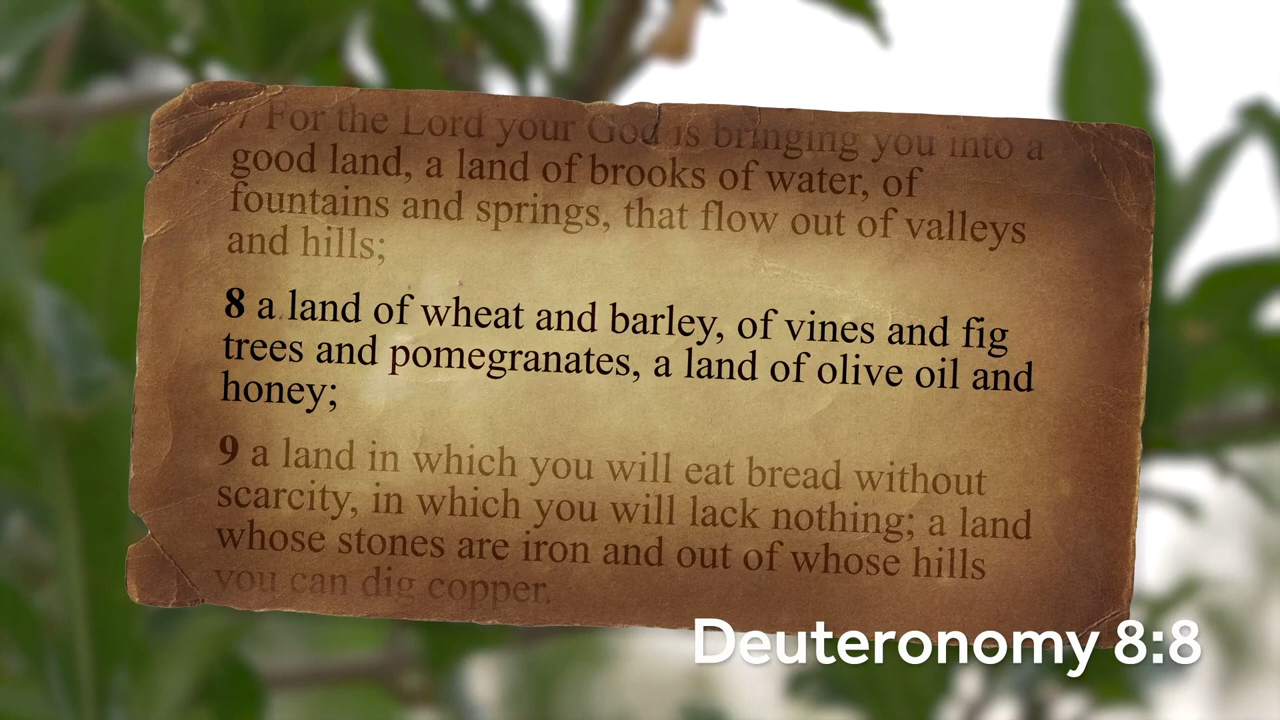 7 For the Lord your God is bringing you into a
good land, a land of brooks of water, of
fountains and springs, that flow out of valleys
and hills;
8 a land of wheat and barley, of vines and fig
trees and pomegranates, a land of olive oil and
honey;
9 a land in which you will eat bread without
scarcity, in which you will lack nothing; a land
whose stones are iron and out of whose hills
you can dig copper.
Deuteronomy 8:8